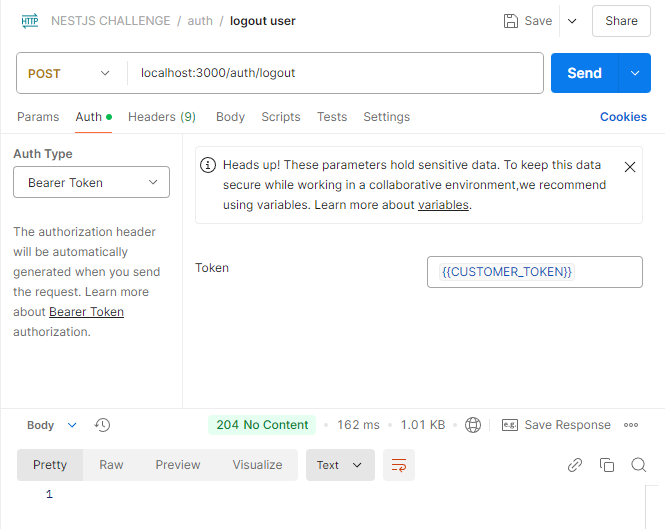 HTTP NESTJS CHALLENGE / auth / logout user Save Share
POST localhost:3000/auth/logout Send
Params Auth Headers (9) Body Scripts Tests Settings Cookies
Auth Type
Bearer Token
The authorization header
will be automatically
generated when you send
the request. Learn more
about Bearer Token
authorization.
Heads up! These parameters hold sensitive data. To keep this data
secure while working in a collaborative environment,we recommend
using variables. Learn more about variables.
Token {{CUSTOMER_TOKEN}}
Body 204 No Content 162 ms 1.01 KB e.g. Save Response
Pretty Raw Preview Visualize Text
1